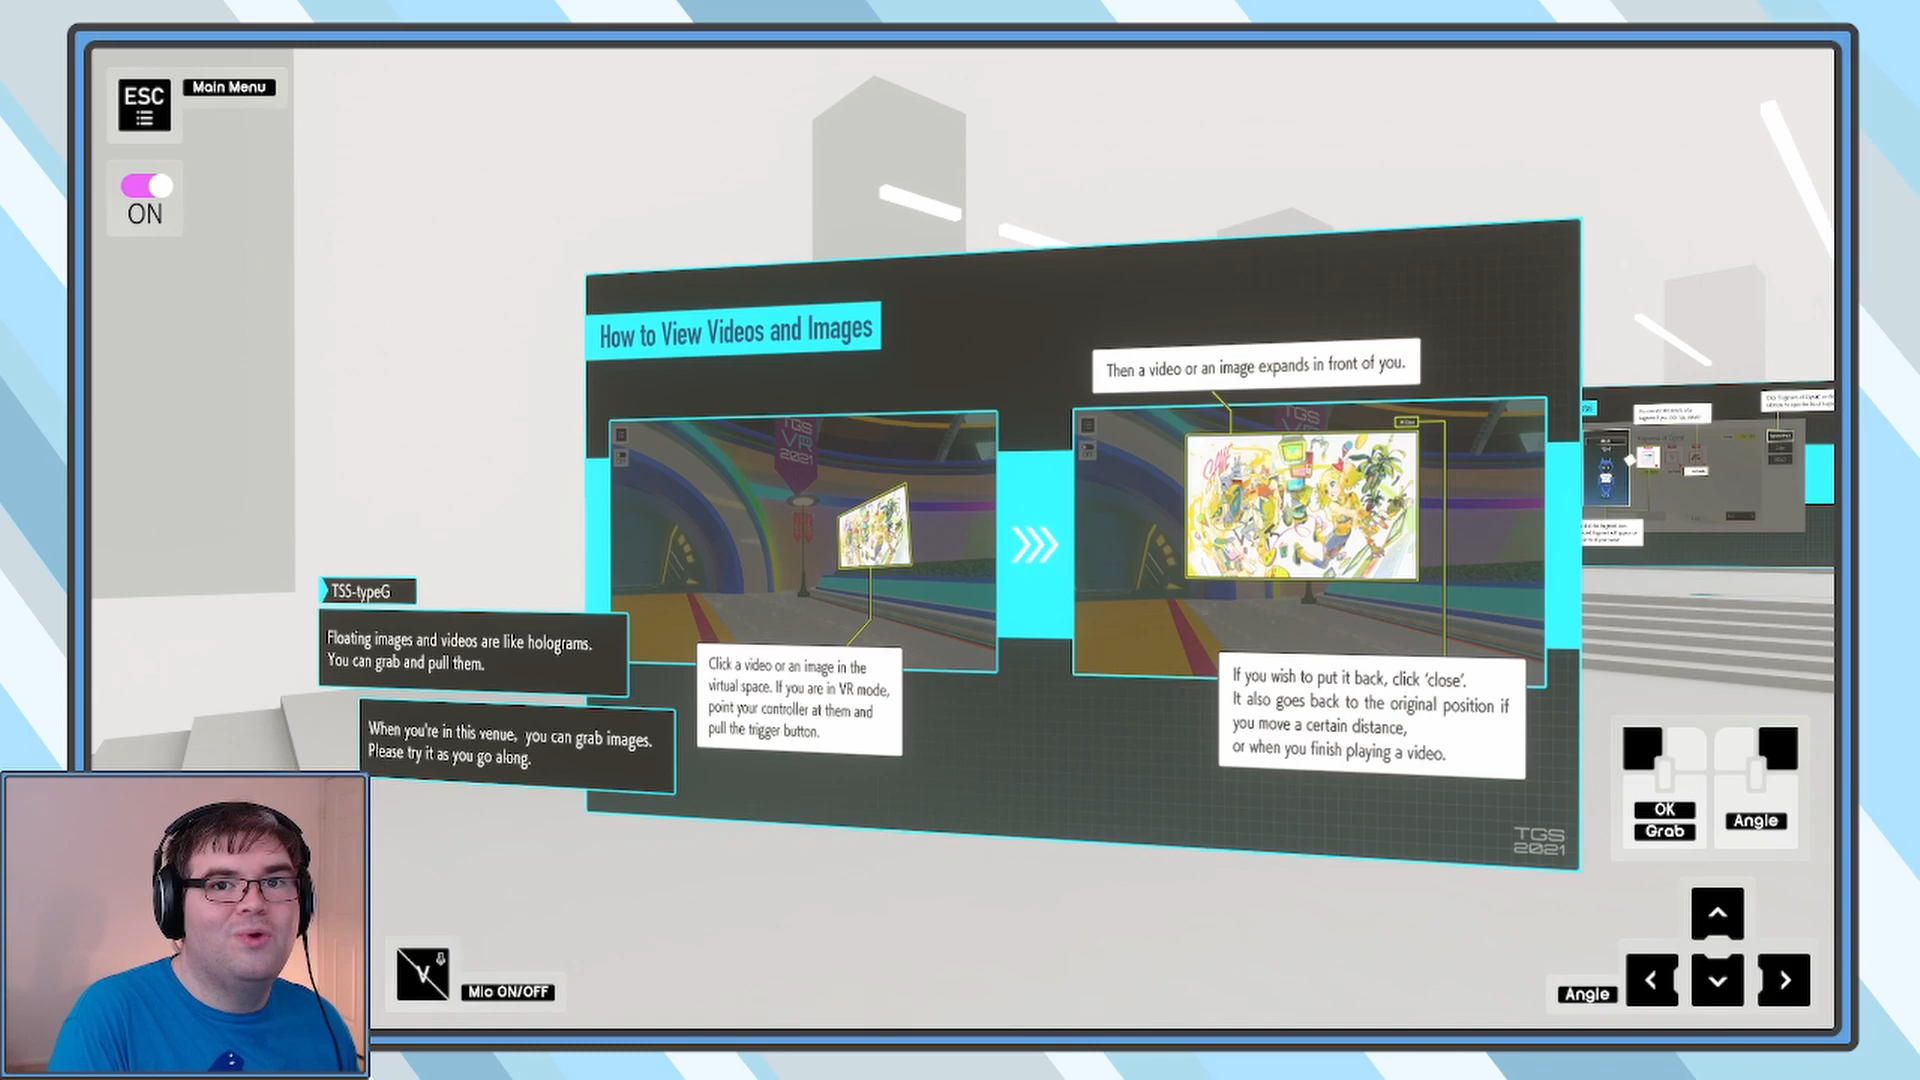 ESC
Main Menu
ON
How to View Videos and Images
Then a video or an image expands in front of you.
TGS
VR
2021
TGS
TSS-typeG
Floating images and videos are like holograms.
You can grab and pull them.
When you're in this venue, you can grab images.
Please try it as you go along.
Click a video or an image in the
virtual space. If you are in VR mode,
point your controller at them and
pull the trigger button.
If you wish to put it back, click 'close'.
It also goes back to the original position if
you move a certain distance,
or when you finish playing a video.
TGS
2021
OK
Grab
Angle
V
Mic ON/OFF
Angle